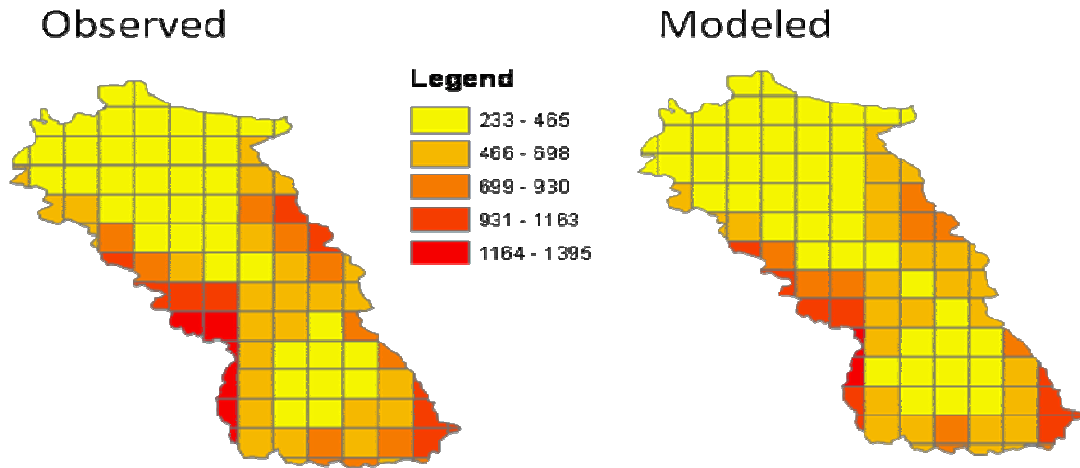 Observed
Modeled
Legend
233 - 465
466 - 698
699 - 930
931 - 1163
1164 - 1395